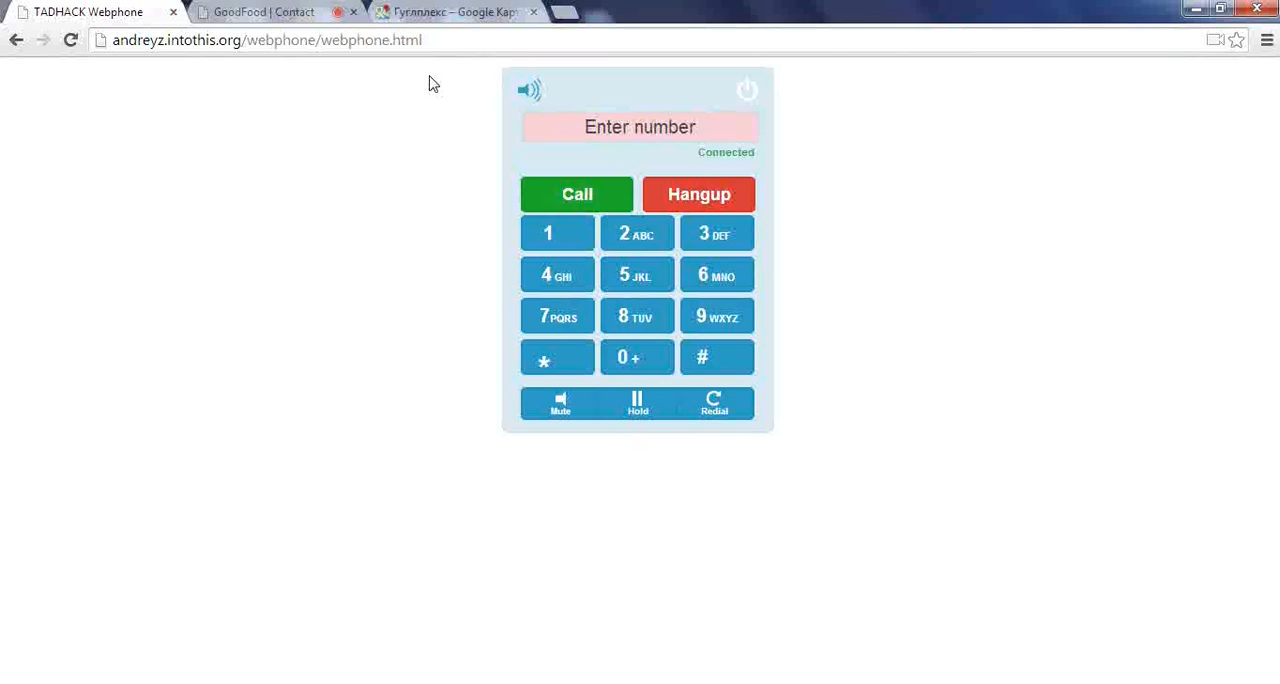 TADHACK Webphone
GoodFood | Contact
Гуглплекс – Google Кар
andreyz.intothis.org/webphone/webphone.html
Enter number
Connected
Call Hangup
1 2 ABC 3 DEF
4 GHI 5 JKL 6 MNO
7 PQRS 8 TUV 9 WXYZ
* 0 + #
Mute Hold Redial